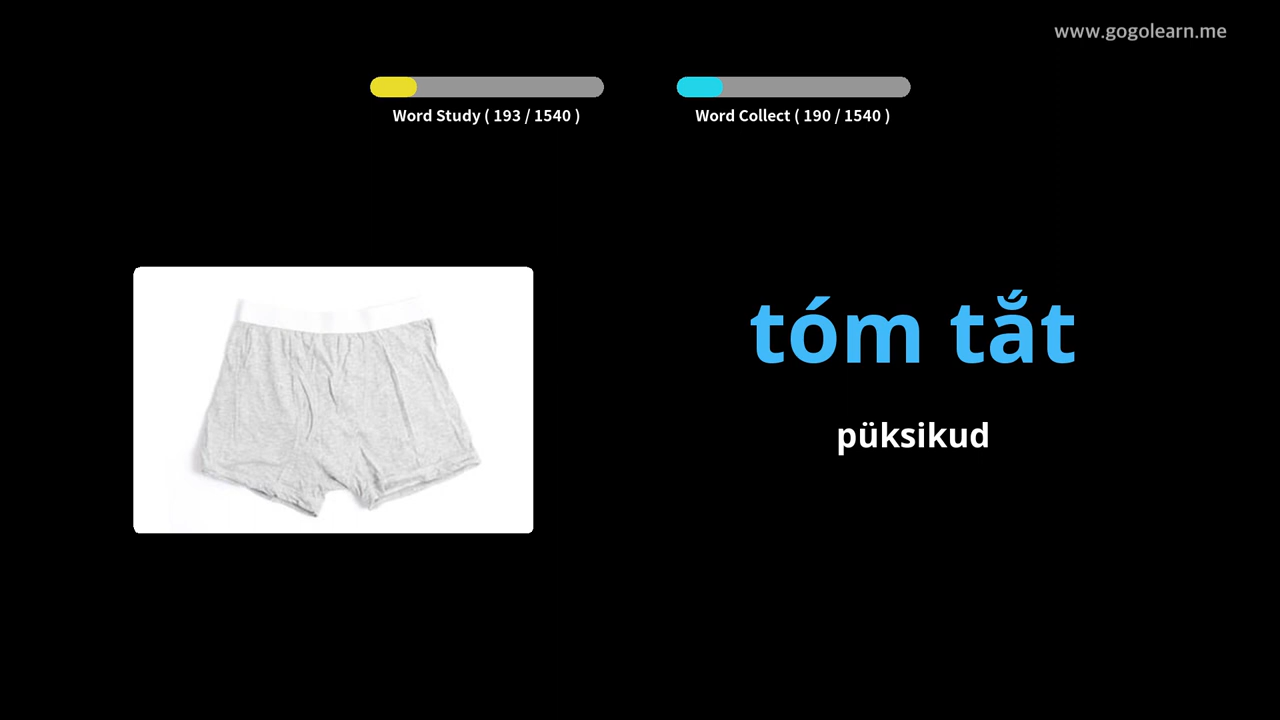 www.gogolearn.me
Word Study ( 193 / 1540 )
Word Collect ( 190 / 1540 )
tóm tắt
püksikud